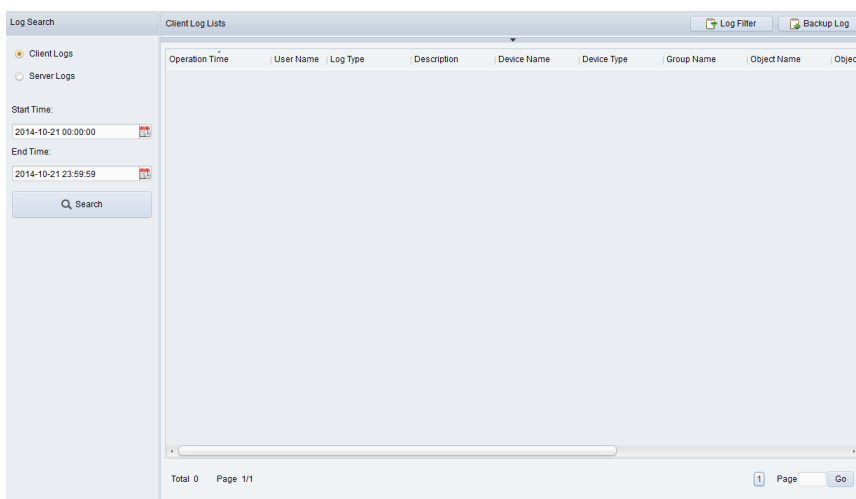 Log Search
Client Log Lists
Log Filter
Backup Log
Client Logs
Server Logs
Start Time:
2014-10-21 00:00:00
End Time:
2014-10-21 23:59:59
Search
Operation Time User Name Log Type Description Device Name Device Type Group Name Object Name Objec
Total 0 Page 1/1
1 Page Go